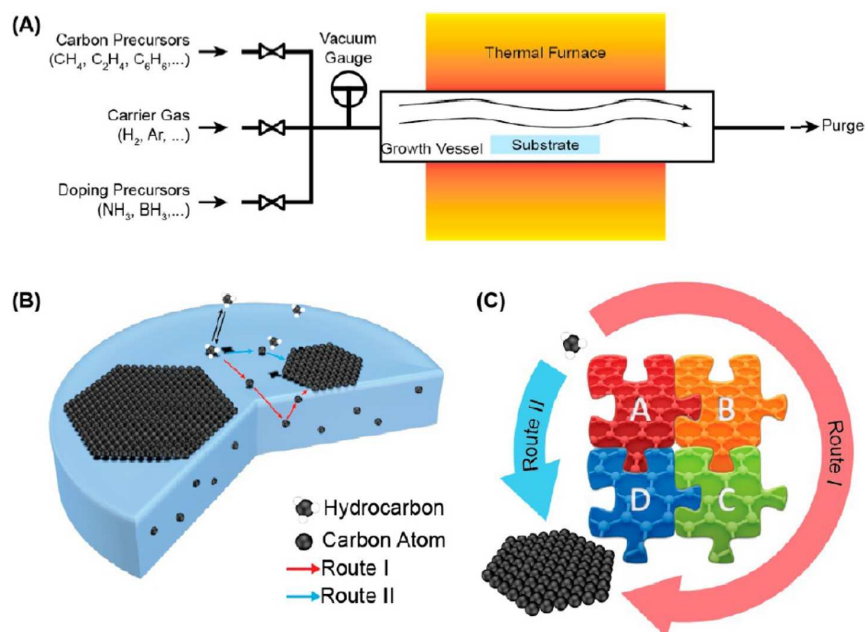 (A)
Carbon Precursors
(CH4, C2H4, C6H6,...)
Vacuum
Gauge
Thermal Furnace
Carrier Gas
(H2, Ar, ...)
Growth Vessel
Substrate
Purge
Doping Precursors
(NH3, BH3,...)
(B)
Hydrocarbon
Carbon Atom
Route I
Route II
(C)
Route II
A
B
D
C
Route I